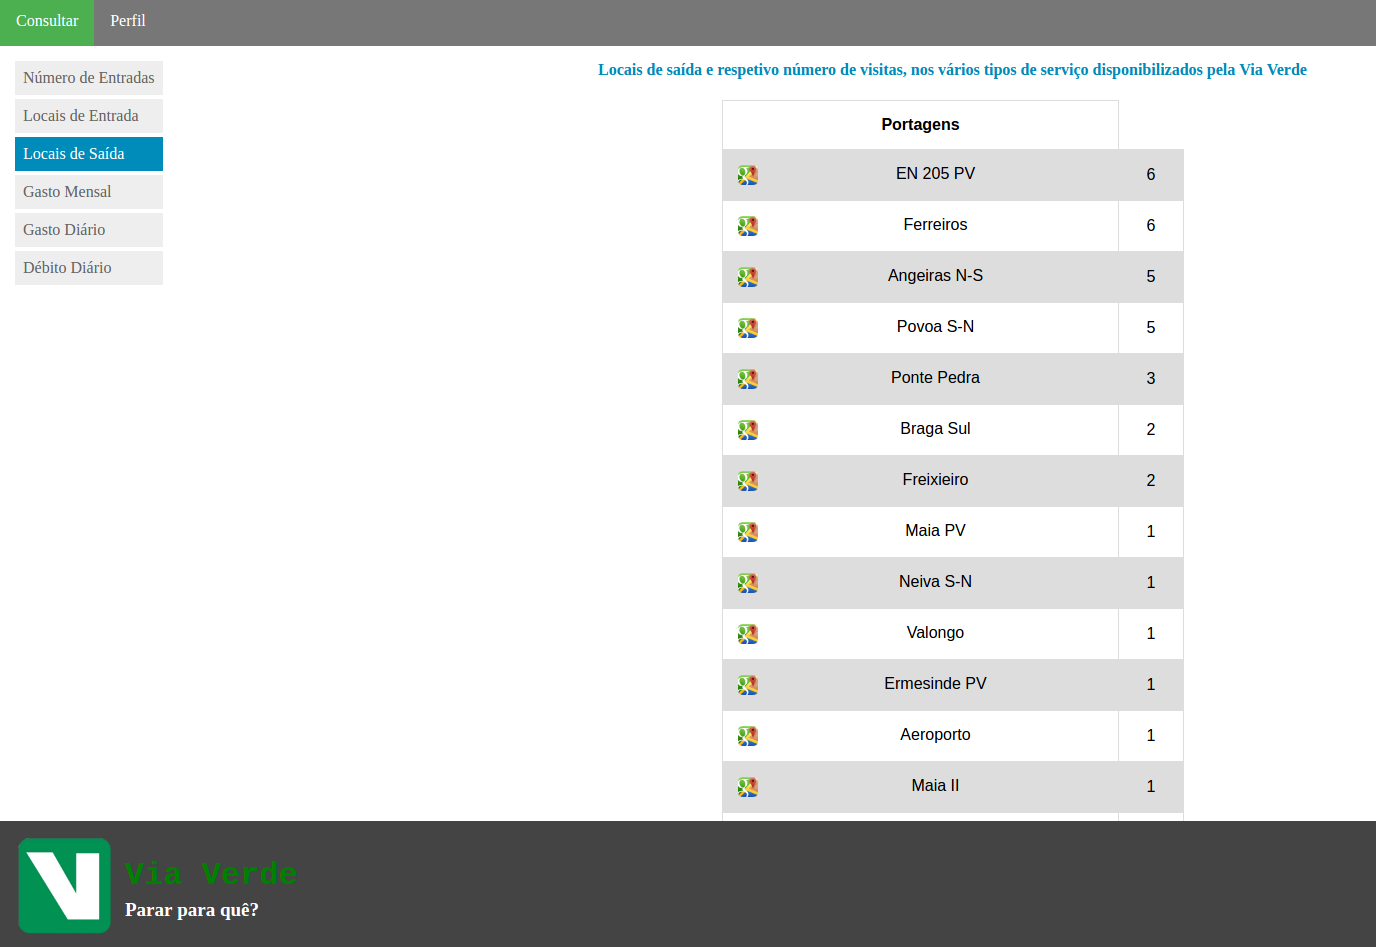 Consultar Perfil
Número de Entradas
Locais de Entrada
Locais de Saída
Gasto Mensal
Gasto Diário
Débito Diário
Locais de saída e respetivo número de visitas, nos vários tipos de serviço disponibilizados pela Via Verde
Portagens
EN 205 PV 6
Ferreiros 6
Angeiras N-S 5
Povoa S-N 5
Ponte Pedra 3
Braga Sul 2
Freixieiro 2
Maia PV 1
Neiva S-N 1
Valongo 1
Ermesinde PV 1
Aeroporto 1
Maia II 1
Via Verde
Parar para quê?